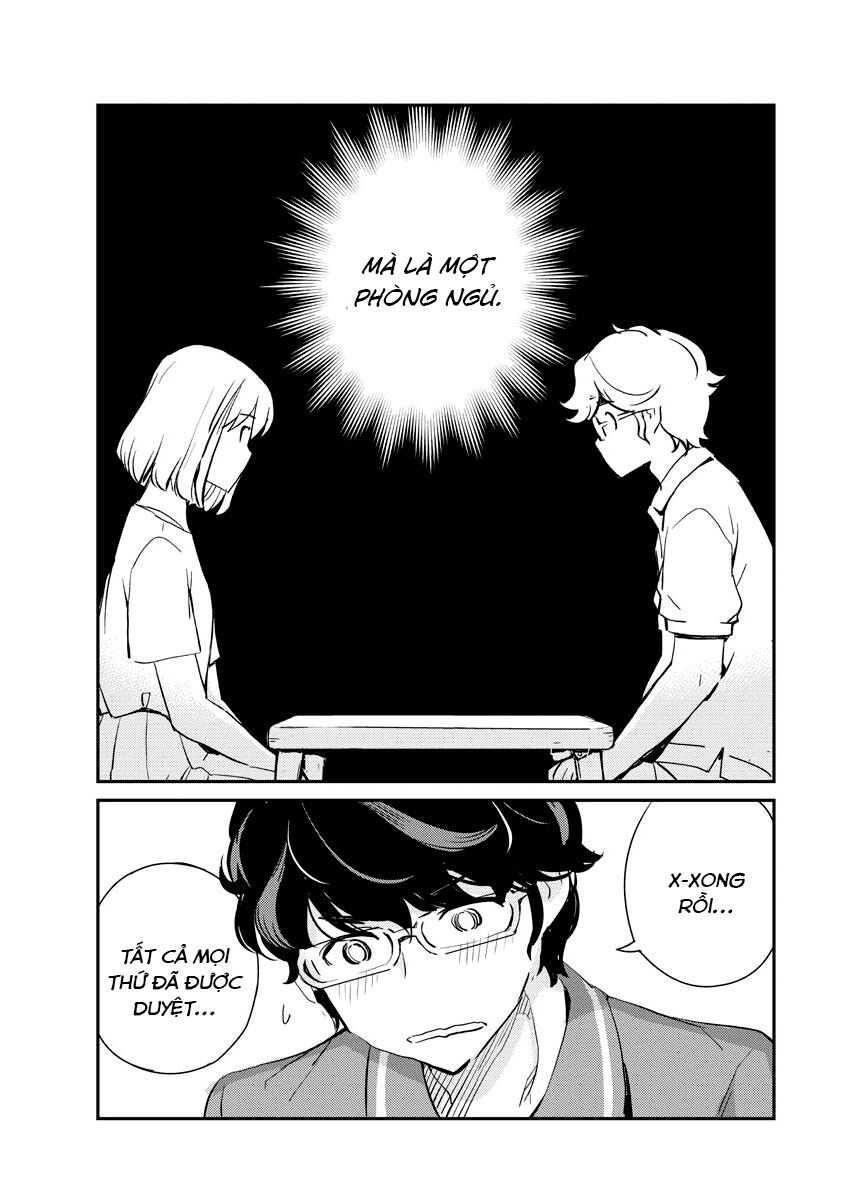 MÀ LÀ MỘT
PHÒNG NGỦ.
X-XONG
RỒI...
TẤT CẢ MỌI
THỨ ĐÃ ĐƯỢC
DUYỆT...